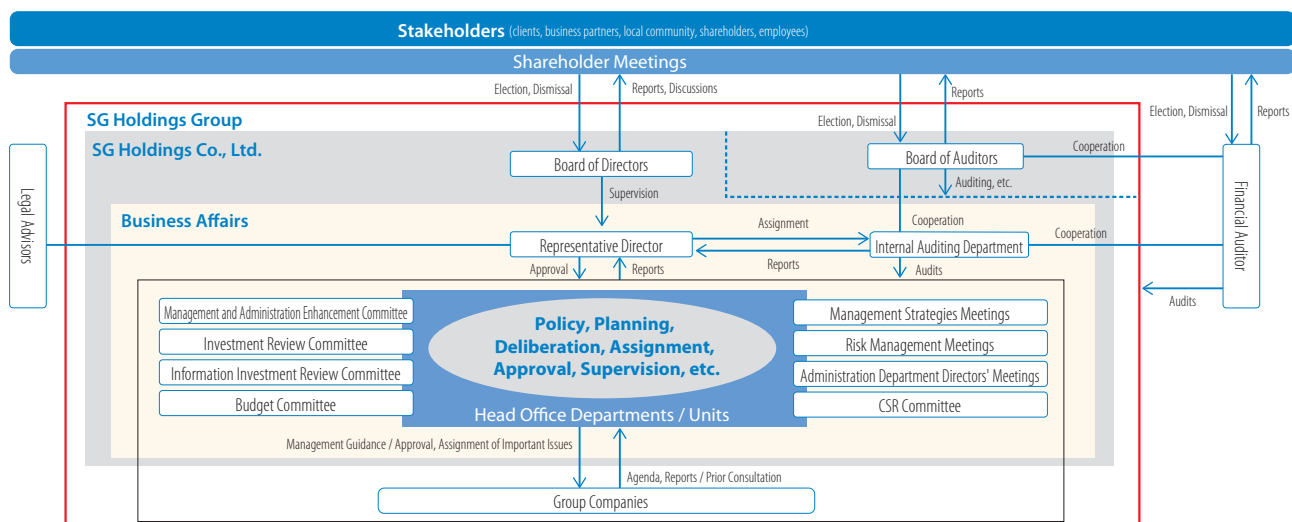 Stakeholders (clients, business partners, local community, shareholders, employees)
Shareholder Meetings
Election, Dismissal
Reports, Discussions
Election, Dismissal
Reports
Election, Dismissal
Reports
SG Holdings Group
SG Holdings Co., Ltd.
Board of Directors
Board of Auditors
Cooperation
Legal Advisors
Financial Auditor
Supervision
Auditing, etc.
Business Affairs
Representative Director
Assignment
Reports
Cooperation
Internal Auditing Department
Cooperation
Approval
Reports
Audits
Audits
Management and Administration Enhancement Committee
Investment Review Committee
Information Investment Review Committee
Budget Committee
Policy, Planning,
Deliberation, Assignment,
Approval, Supervision, etc.
Head Office Departments / Units
Management Strategies Meetings
Risk Management Meetings
Administration Department Directors' Meetings
CSR Committee
Management Guidance / Approval, Assignment of Important Issues
Agenda, Reports / Prior Consultation
Group Companies